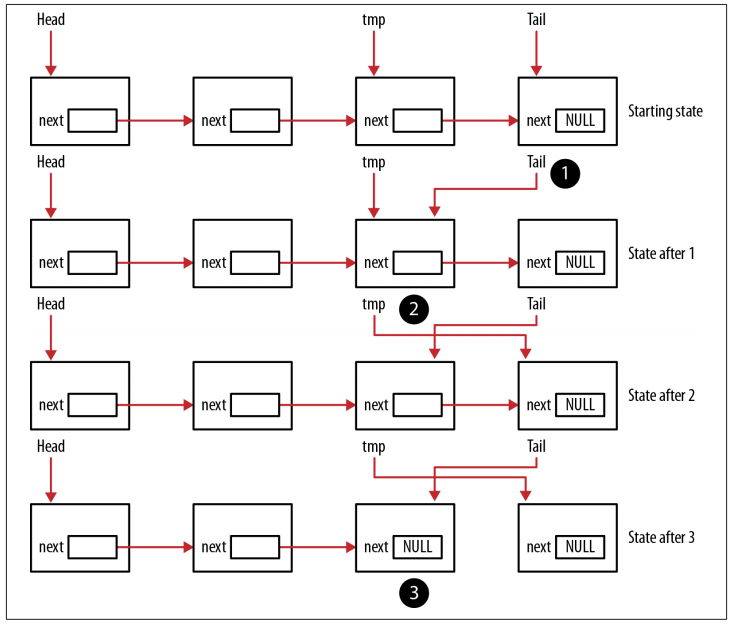 Head tmp Tail
next next next next NULL Starting state
Head tmp Tail 1
next next next next NULL State after 1
Head tmp 2 Tail
next next next next NULL State after 2
Head tmp Tail
next next next NULL next NULL State after 3
3